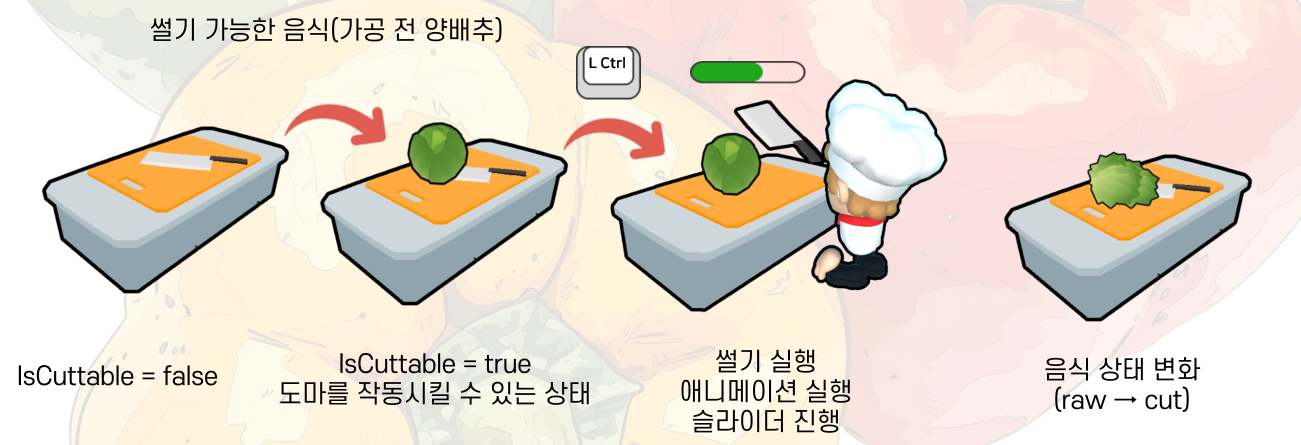 썰기 가능한 음식(가공 전 양배추)
L Ctrl
IsCuttable = false
IsCuttable = true
도마를 작동시킬 수 있는 상태
썰기 실행
애니메이션 실행
슬라이더 진행
음식 상태 변화
(raw → cut)